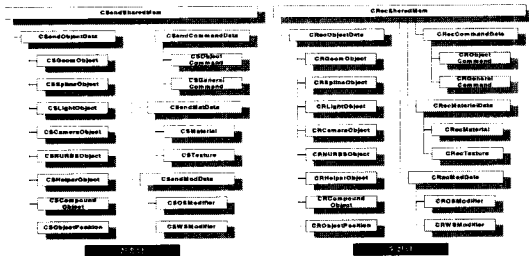 CSendSharedMem
CSendObjectData
CSGeomObject
CSSplineObject
CSLightObject
CSCameraObject
CSNURBSObject
CSHelperObject
CSCompound
Object
CSObjectPosition
CSendCommandData
CSObject
Command
CSGeneral
Command
CSendMatData
CSMaterial
CSTexture
CSendModData
CSOSModifier
CSWSModifier
CRecSharedMem
CRecObjectData
CRGeomObject
CRSplineObject
CRLightObject
CRCameraObject
CRNURBSObject
CRHelperObject
CRCompound
Object
CRObjectPosition
CRecCommandData
CRObject
Command
CRGeneral
Command
CRecMaterialData
CRecMaterial
CRecTexture
CRecModData
CROSModifier
CRWSModifier